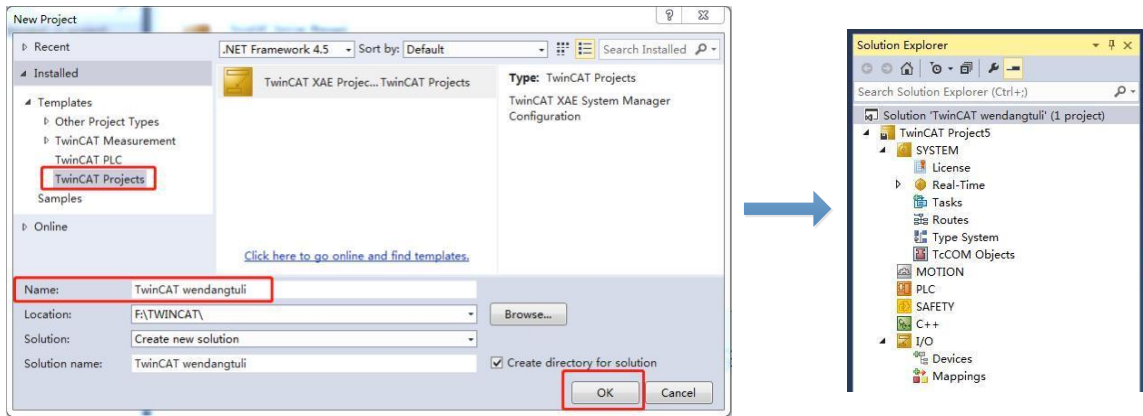 New Project
Recent
.NET Framework 4.5
Sort by: Default
Search Installed
Installed
Templates
Other Project Types
TwinCAT Measurement
TwinCAT PLC
TwinCAT Projects
Samples
Online
TwinCAT XAE Projec... TwinCAT Projects
Type: TwinCAT Projects
TwinCAT XAE System Manager
Configuration
Click here to go online and find templates.
Name: TwinCAT wendangtuli
Location: F:\TWINCAT\
Browse...
Solution: Create new solution
Solution name: TwinCAT wendangtuli
Create directory for solution
OK
Cancel
Solution Explorer
Search Solution Explorer (Ctrl+;)
Solution 'TwinCAT wendangtuli' (1 project)
TwinCAT Project5
SYSTEM
License
Real-Time
Tasks
Routes
Type System
TcCOM Objects
MOTION
PLC
SAFETY
C++
I/O
Devices
Mappings